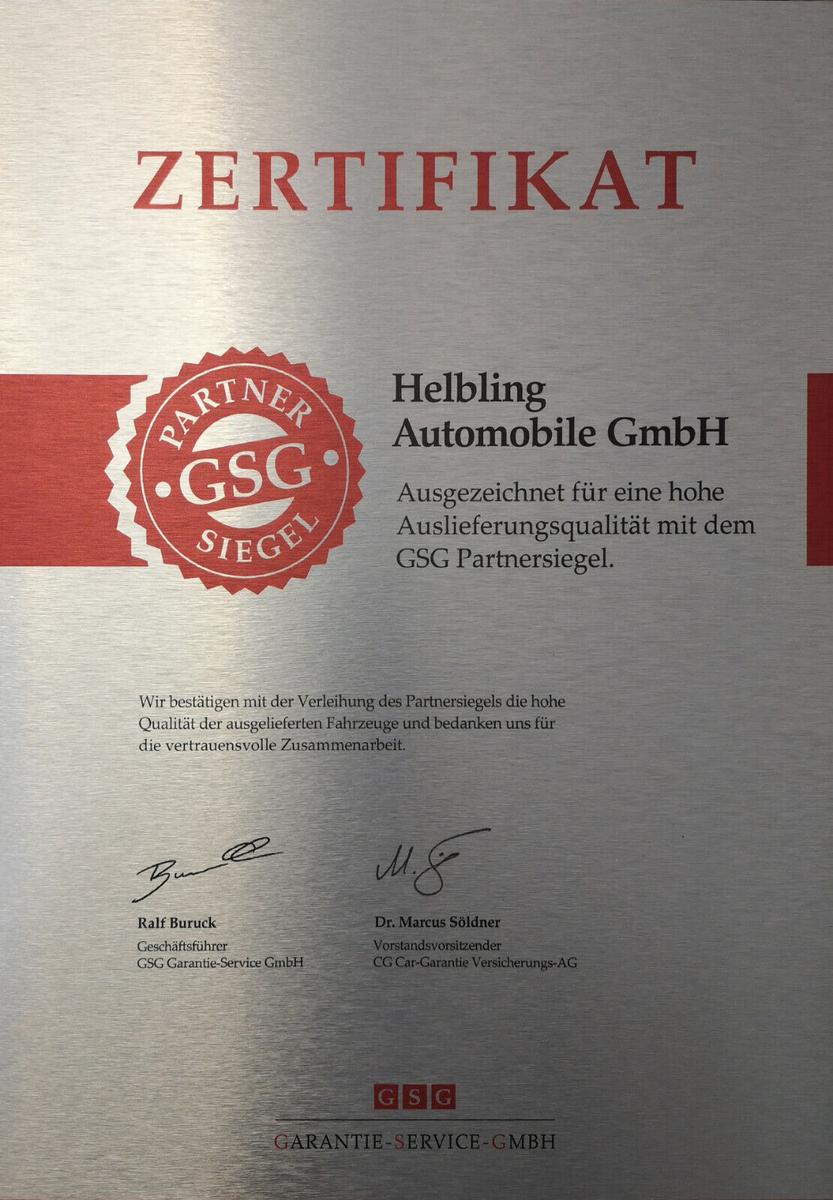 ZERTIFIKAT
PARTNER
GSG
SIEGEL
Helbling
Automobile GmbH
Ausgezeichnet für eine hohe
Auslieferungsqualität mit dem
GSG Partnersiegel.
Wir bestätigen mit der Verleihung des Partnersiegels die hohe
Qualität der ausgelieferten Fahrzeuge und bedanken uns für
die vertrauensvolle Zusammenarbeit.
Ralf Buruck
Geschäftsführer
GSG Garantie-Service GmbH
Dr. Marcus Söldner
Vorstandsvorsitzender
CG Car-Garantie Versicherungs-AG
GSG
GARANTIE-SERVICE-GMBH